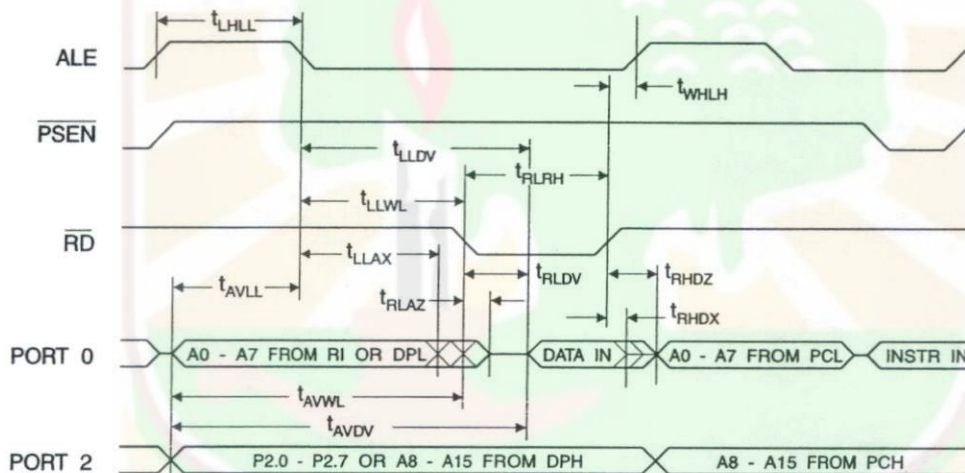 tLHLL
ALE
tWHLH
PSEN
tLLDV
tRLRH
tLLWL
RD
tLLAX
tRLDV
tRHDZ
tAVLL
tRLAZ
tRHDX
PORT 0
A0 - A7 FROM RI OR DPL
DATA IN
A0 - A7 FROM PCL
INSTR IN
tAVWL
tAVDV
PORT 2
P2.0 - P2.7 OR A8 - A15 FROM DPH
A8 - A15 FROM PCH